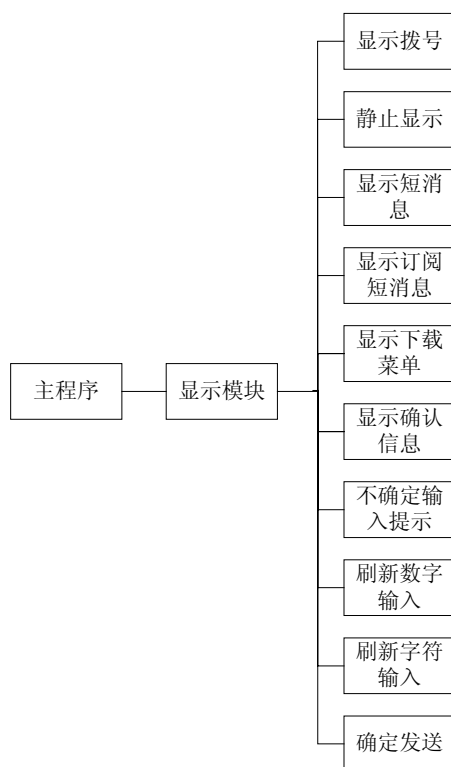 显示拨号
静止显示
显示短消
息
显示订阅
短消息
显示下载
菜单
主程序
显示模块
显示确认
信息
不确定输
入提示
刷新数字
输入
刷新字符
输入
确定发送